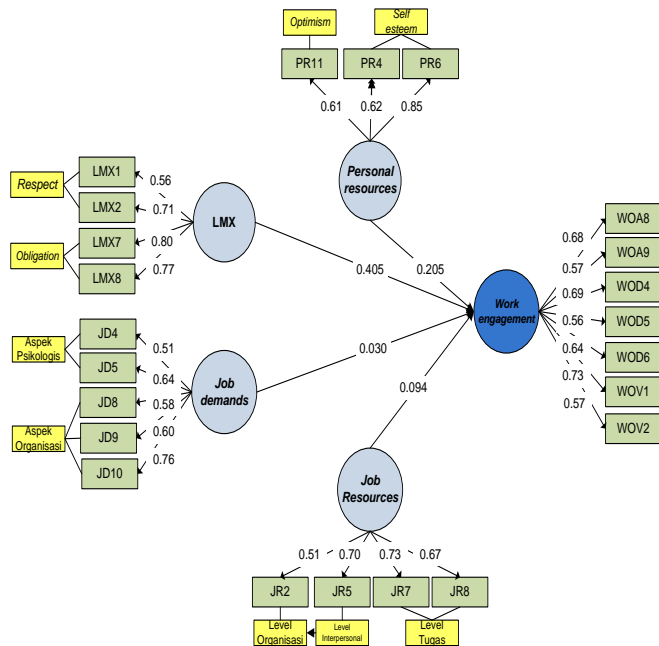 Optimism
Self
esteem
PR11
PR4
PR6
0.61
0.62
0.85
Personal
resources
Respect
LMX1
LMX2
0.56
0.71
LMX
Obligation
LMX7
LMX8
0.80
0.77
0.405
0.205
WOA8
WOA9
WOD4
WOD5
WOD6
WOV1
WOV2
0.68
0.57
0.69
0.56
0.64
0.73
0.57
Work
engagement
Aspek
Psikologis
JD4
JD5
0.51
0.64
Aspek
Organisasi
JD8
JD9
JD10
0.58
0.60
0.76
Job
demands
0.030
0.094
Job
Resources
0.51
0.70
0.73
0.67
JR2
JR5
JR7
JR8
Level
Organisasi
Level
Interpersonal
Level
Tugas